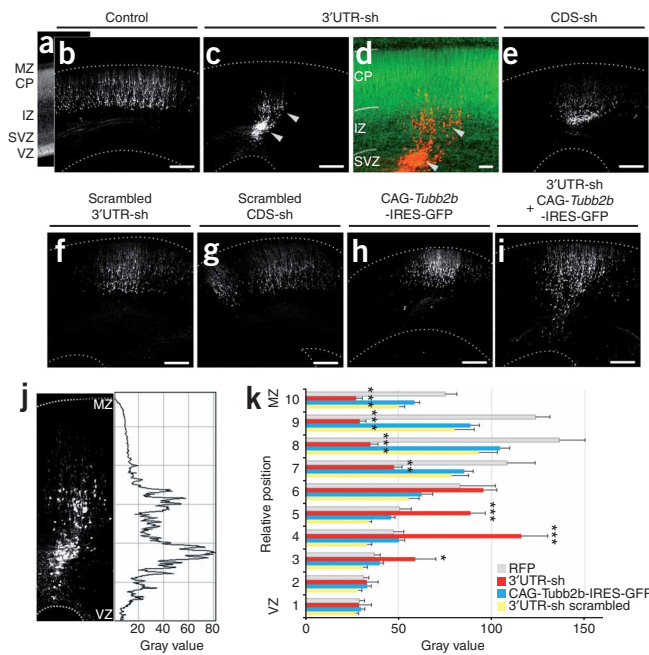 Control
3′UTR-sh
CDS-sh
a
b
c
d
e
MZ
CP
IZ
SVZ
VZ
CP
IZ
SVZ
Scrambled
3′UTR-sh
Scrambled
CDS-sh
CAG-Tubb2b
-IRES-GFP
3′UTR-sh
+ CAG-Tubb2b
-IRES-GFP
f
g
h
i
j
MZ
VZ
20 40 60 80
Gray value
k
MZ
VZ
Relative position
10
9
8
7
6
5
4
3
2
1
***
***
***
**
***
***
*
RFP
3′UTR-sh
CAG-Tubb2b-IRES-GFP
3′UTR-sh scrambled
0 50 100 150
Gray value